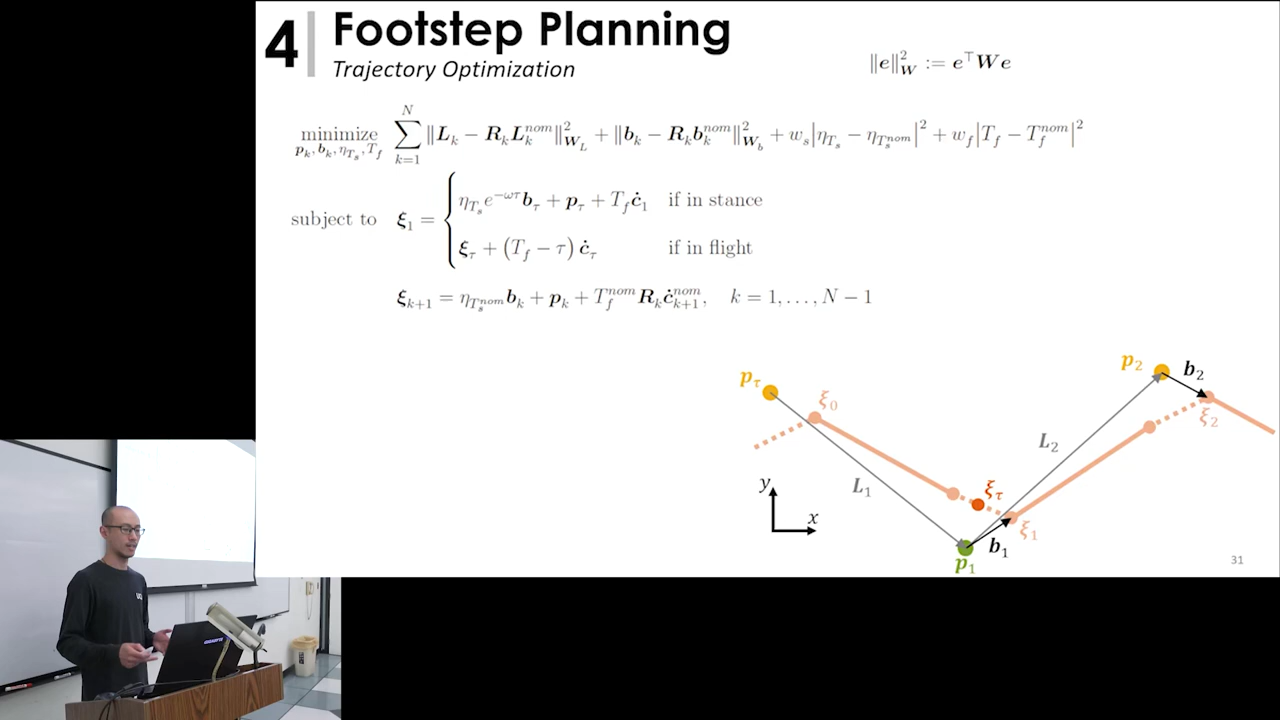 4
Footstep Planning
Trajectory Optimization
‖e‖²_W := e^⊤We
minimize_{p_k, b_k, η_{T_s}, T_f} ∑_{k=1}^{N} ‖L_k − R_k L_k^{nom}‖²_{W_L} + ‖b_k − R_k b_k^{nom}‖²_{W_b} + w_s|η_{T_s} − η_{T_s^{nom}}|² + w_f|T_f − T_f^{nom}|²
η_{T_s} e^{−ωτ} b_τ + p_τ + T_f ċ_1 if in stance
subject to ξ_1 =
ξ_τ + (T_f − τ) ċ_τ if in flight
ξ_{k+1} = η_{T_s^{nom}} b_k + p_k + T_f^{nom} R_k ċ_{k+1}^{nom}, k = 1, . . . , N − 1
p_2 b_2
p_τ
ξ_0 ξ_2
L_2
y L_1 ξ_τ
x ξ_1
b_1
p_1 31